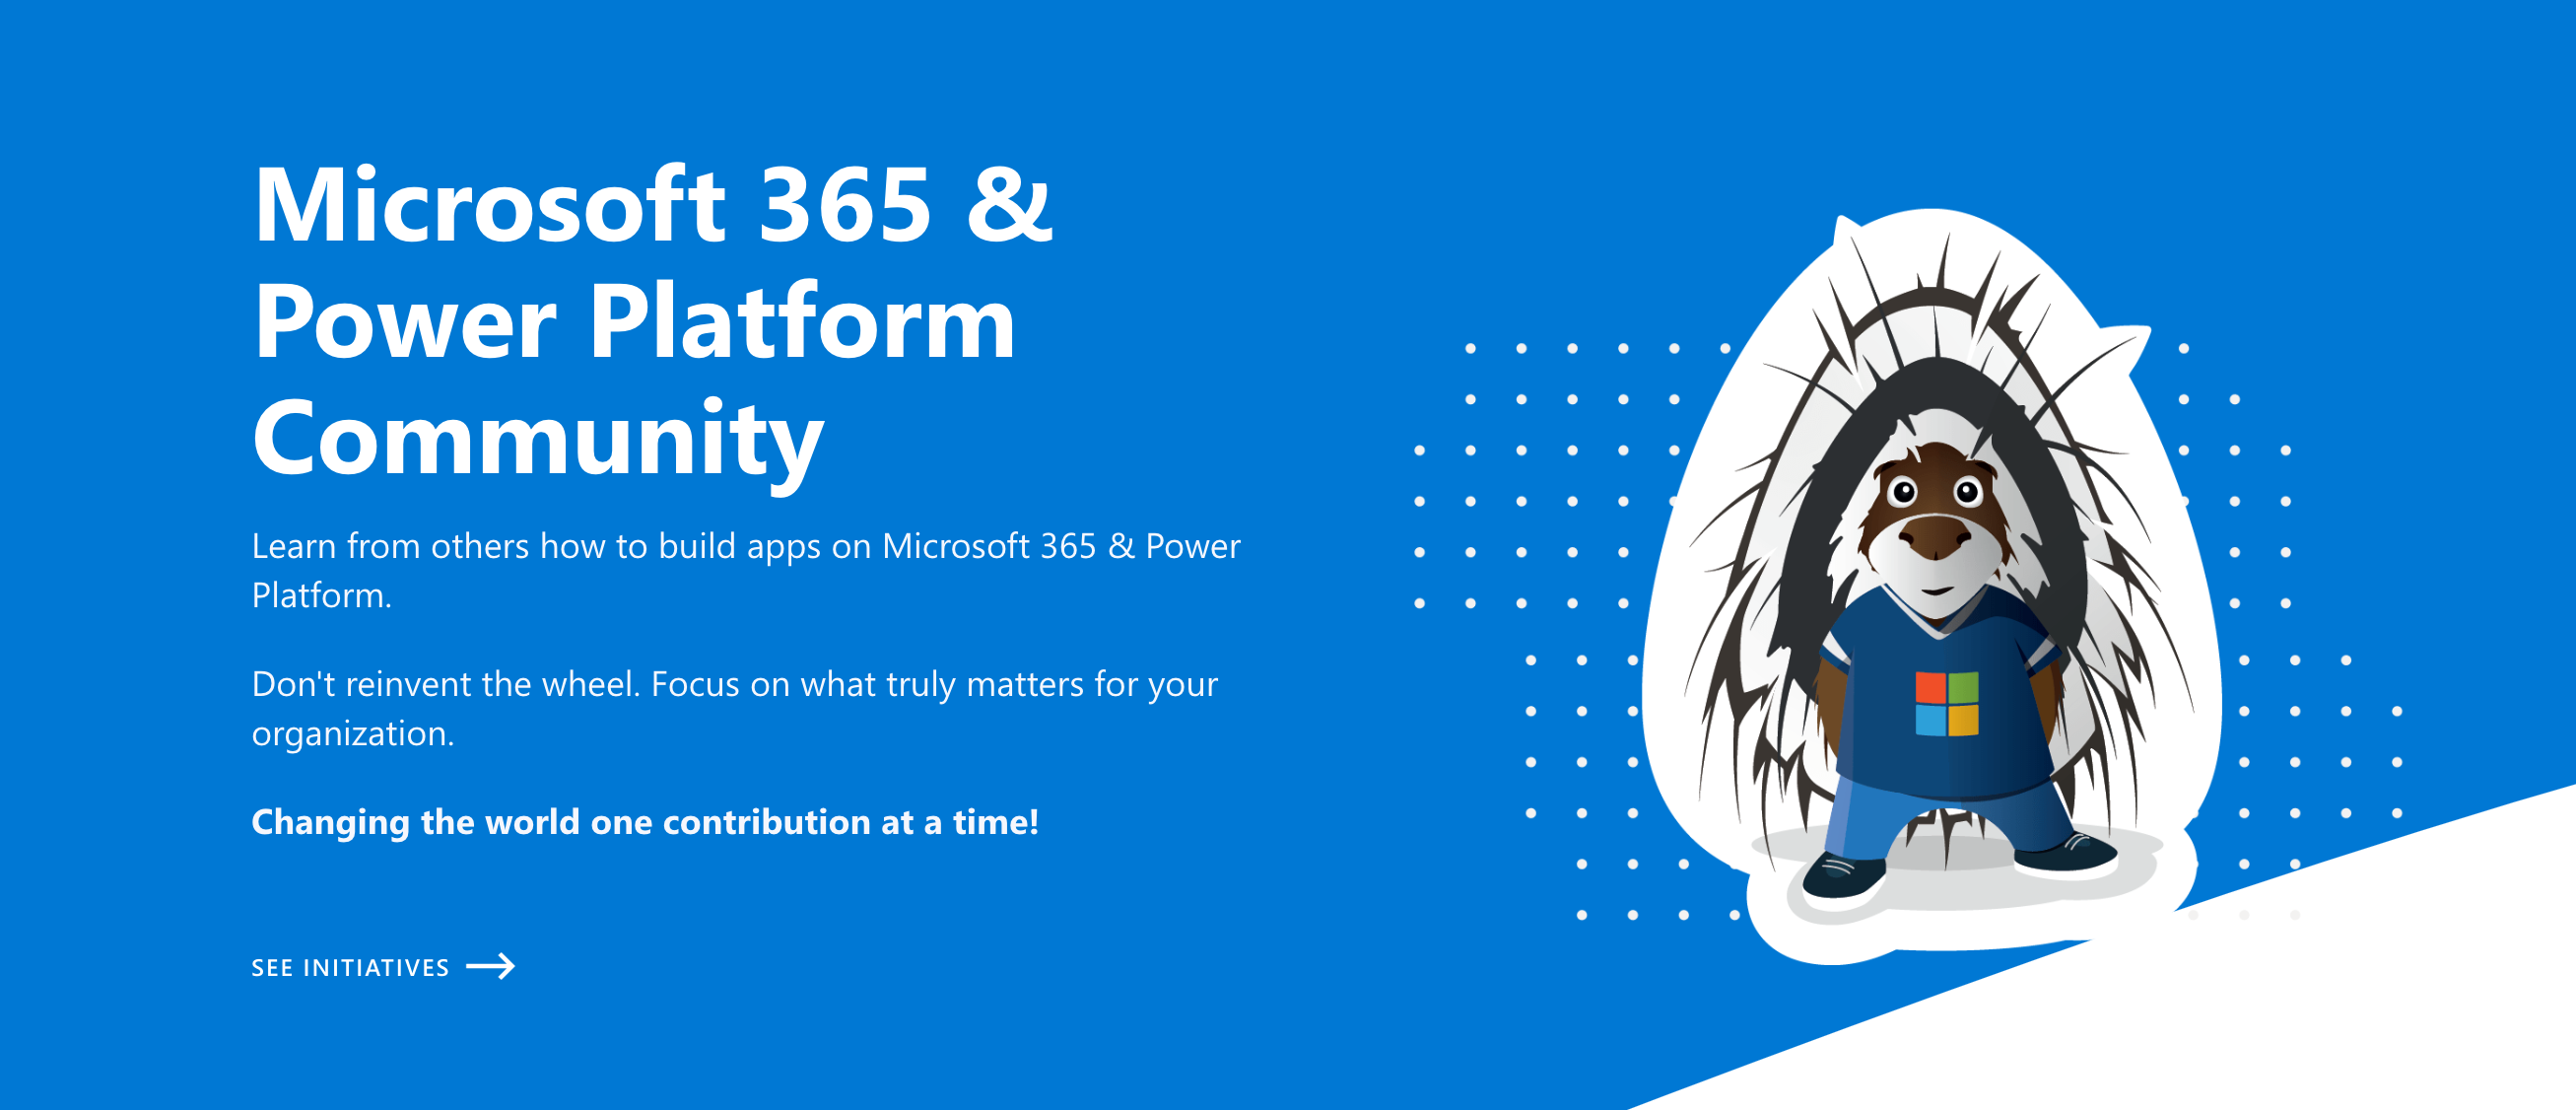 Microsoft 365 &
Power Platform
Community
Learn from others how to build apps on Microsoft 365 & Power
Platform.
Don't reinvent the wheel. Focus on what truly matters for your
organization.
Changing the world one contribution at a time!
SEE INITIATIVES